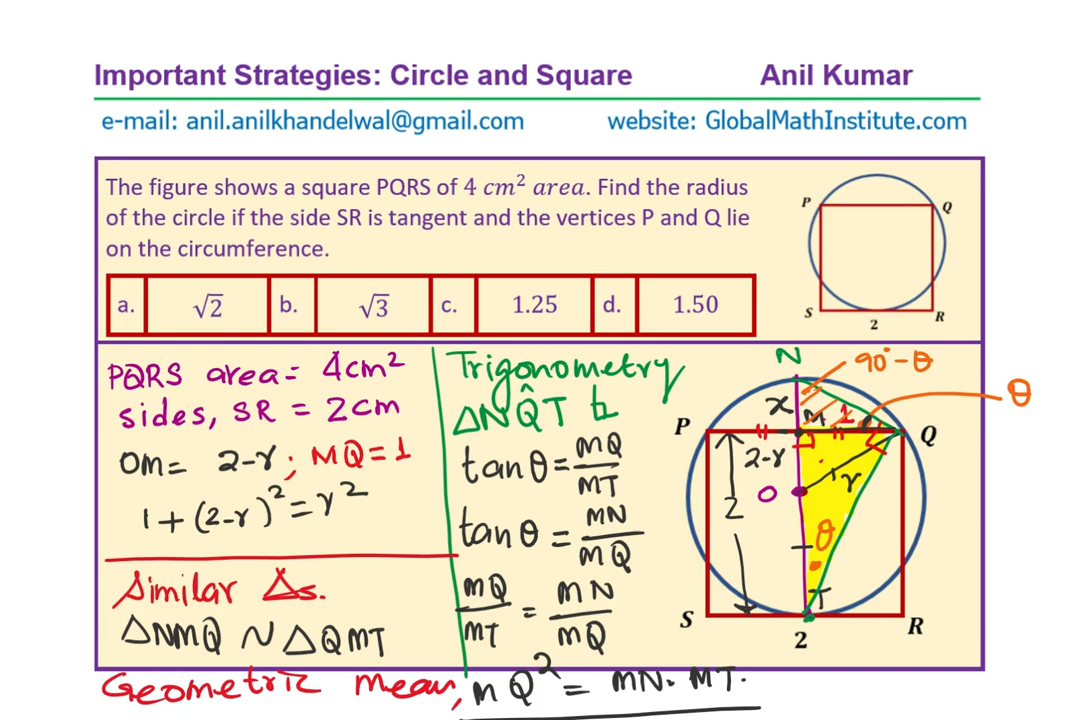 Important Strategies: Circle and Square Anil Kumar
e-mail: anil.anilkhandelwal@gmail.com website: GlobalMathInstitute.com
The figure shows a square PQRS of 4 cm² area. Find the radius
of the circle if the side SR is tangent and the vertices P and Q lie
on the circumference.
a. √2 b. √3 c. 1.25 d. 1.50
P Q
S R
2
PQRS area = 4cm²
sides, SR = 2cm
OM = 2-r ; MQ = 1
1 + (2-r)² = r²
Similar Δs.
ΔNMQ ~ ΔQMT
Geometric mean, MQ² = MN. MT.
Trigonometry
ΔNQ̂T
tanθ = MQ/MT
tanθ = MN/MQ
MQ/MT = MN/MQ
N 90°-θ
θ
x M 1
P Q
2-r
r
O
2
θ
T
S R
2